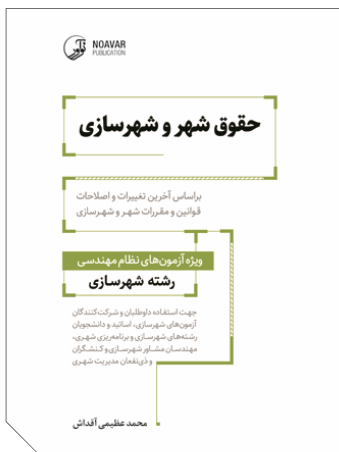 NOAVAR
PUBLICATION
حقوق شهر و شهرسازی
براساس آخرین تغییرات و اصلاحات
قوانین و مقررات شهر و شهرسازی
ویژه آزمون‌های نظام مهندسی
رشته شهرسازی
جهت استفاده داوطلبان و شرکت‌کنندگان
آزمون‌های شهرسازی، اساتید و دانشجویان
رشته‌های شهرسازی و برنامه‌ریزی شهری،
مهندسان مشاور شهرسازی و کنشگران
و ذی‌نفعان مدیریت شهری
محمد عظیمی آقداش